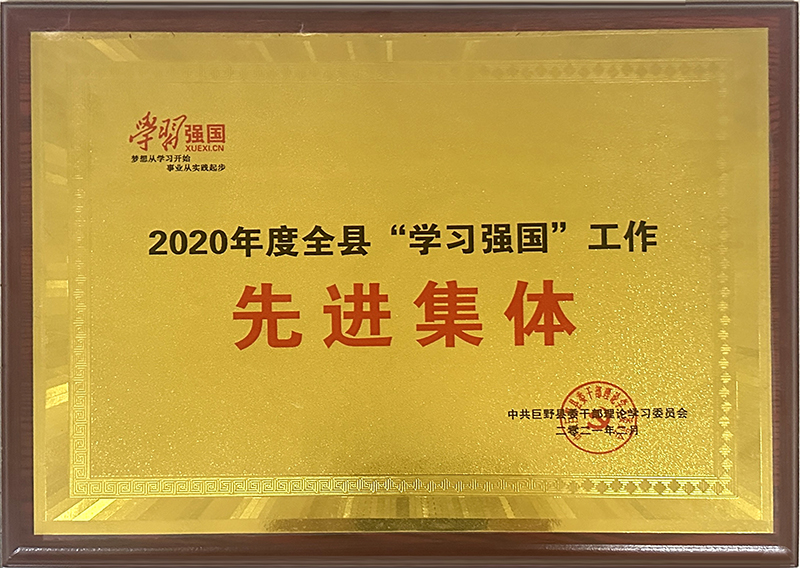 学习强国
XUEXI.CN
梦想从学习开始
事业从实践起步
2020年度全县“学习强国”工作
先进集体
中共巨野县委干部理论学习委员会
二零二一年 月